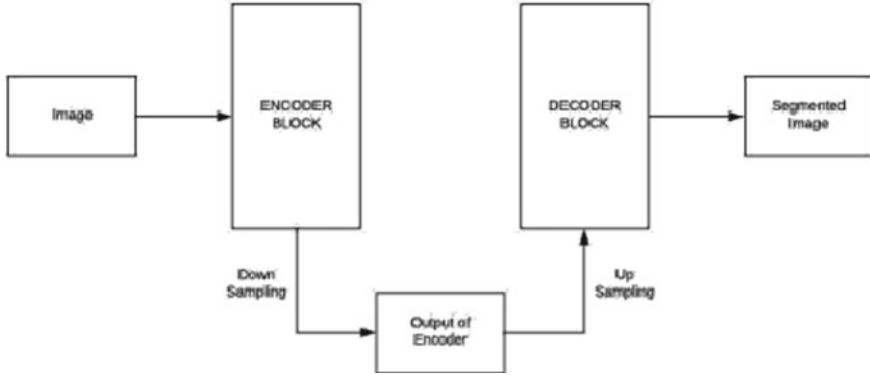 Image
ENCODER
BLOCK
DECODER
BLOCK
Segmented
Image
Down
Sampling
Up
Sampling
Output of
Encoder